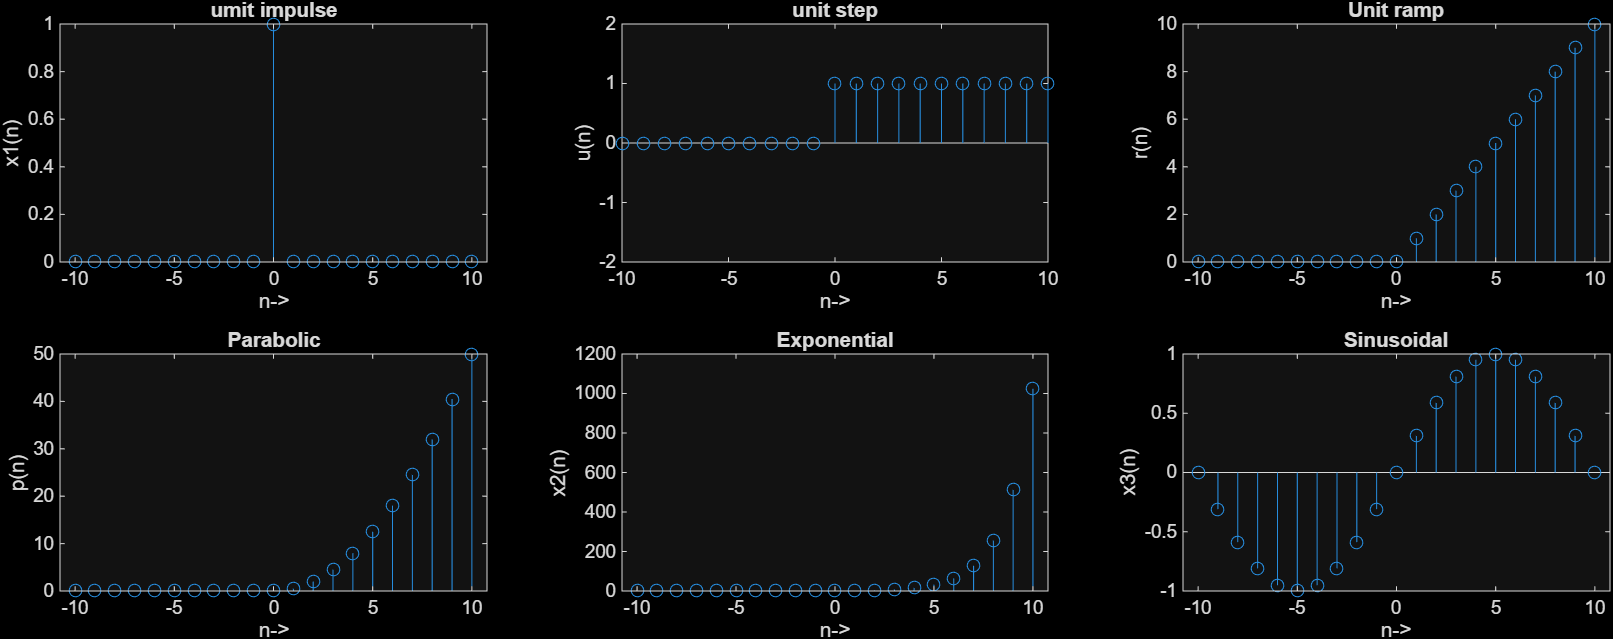 umit impulse
1
0.8
0.6
0.4
0.2
0
x1(n)
-10 -5 0 5 10
n->
unit step
2
1
0
-1
-2
u(n)
-10 -5 0 5 10
n->
Unit ramp
10
8
6
4
2
0
r(n)
-10 -5 0 5 10
n->
Parabolic
50
40
30
20
10
0
p(n)
-10 -5 0 5 10
n->
Exponential
1200
1000
800
600
400
200
0
x2(n)
-10 -5 0 5 10
n->
Sinusoidal
1
0.5
0
-0.5
-1
x3(n)
-10 -5 0 5 10
n->